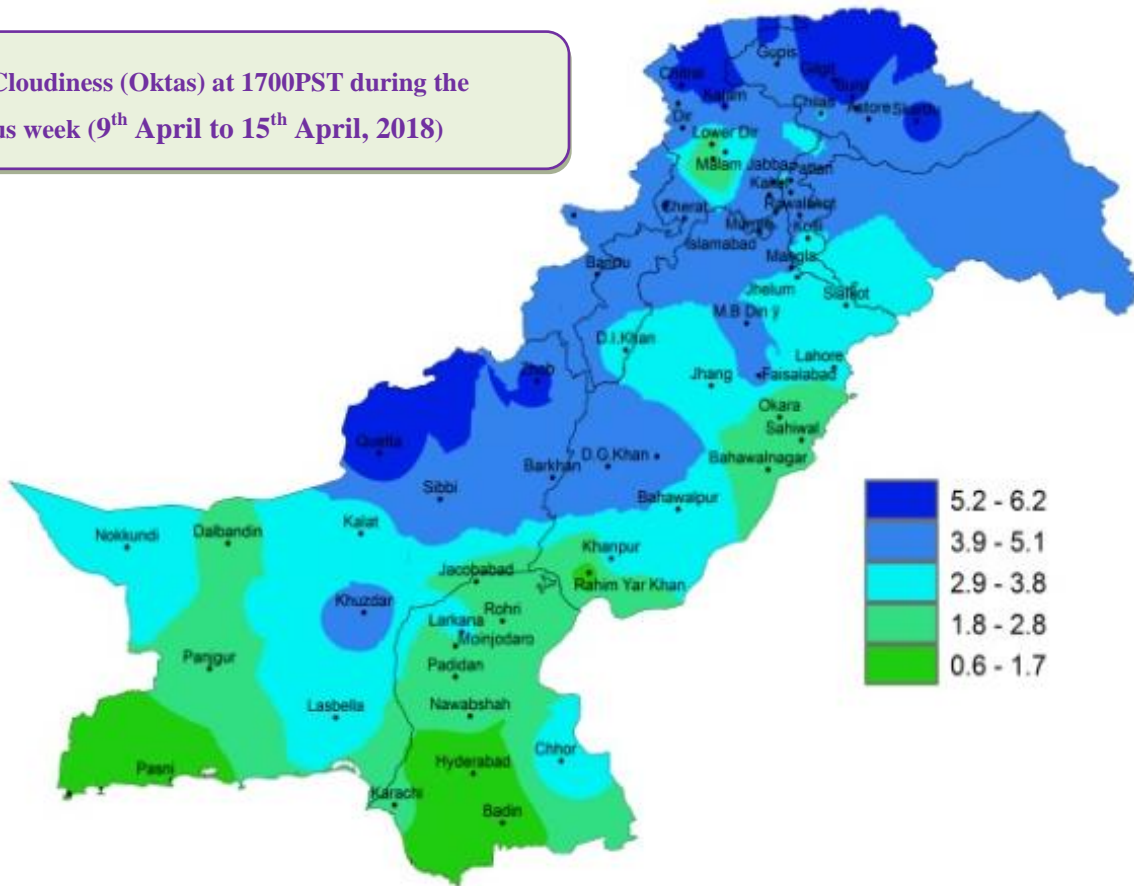 Cloudiness (Oktas) at 1700PST during the
us week (9th April to 15th April, 2018)
Gupis
Chitral
Gilgit
Bunji
Kalam
Chilas
Astore
Skardu
Dir
Lower Dir
Malam Jabba
Pattan
Kakul
Cherat
Rawalakot
Murree
Kotli
Islamabad
Mangla
Bannu
Jhelum
Sialkot
M.B Din ÿ
D.I.Khan
Lahore
Jhang
Faisalabad
Zhob
Okara
Sahiwal
Quetta
D.G.Khan
Bahawalnagar
Barkhan
Sibbi
Bahawalpur
Kalat
Nokkundi
Dalbandin
Khanpur
Jacobabad
Rahim Yar Khan
Khuzdar
Rohri
Larkana
Moinjodaro
Panjgur
Padidan
Lasbella
Nawabshah
Chhor
Pasni
Hyderabad
Karachi
Badin
5.2 - 6.2
3.9 - 5.1
2.9 - 3.8
1.8 - 2.8
0.6 - 1.7